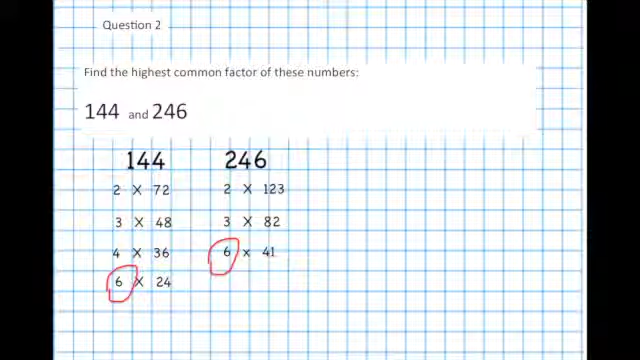 Question 2
Find the highest common factor of these numbers:
144 and 246
144 246
2 X 72 2 X 123
3 X 48 3 X 82
4 X 36 6 x 41
6 X 24